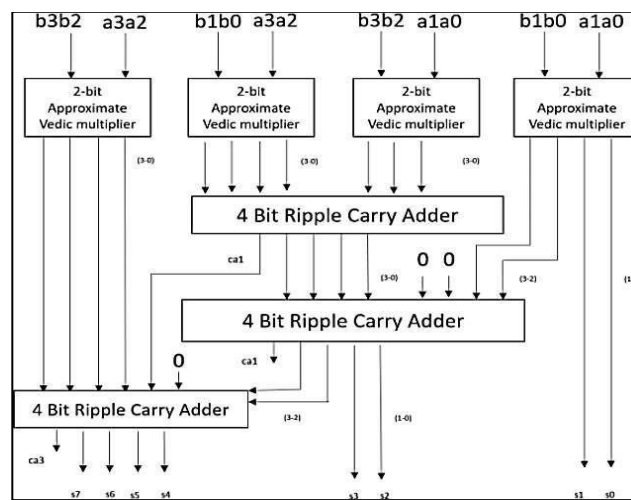 b3b2 a3a2 b1b0 a3a2 b3b2 a1a0 b1b0 a1a0
2-bit Approximate Vedic multiplier
2-bit Approximate Vedic multiplier
2-bit Approximate Vedic multiplier
2-bit Approximate Vedic multiplier
(3-0) (3-0) (3-0)
4 Bit Ripple Carry Adder
ca1 (3-0) 0 0 (3-2) (1
4 Bit Ripple Carry Adder
0 ca1
4 Bit Ripple Carry Adder
(3-2) (1-0)
ca3 s7 s6 s5 s4 s3 s2 s1 s0